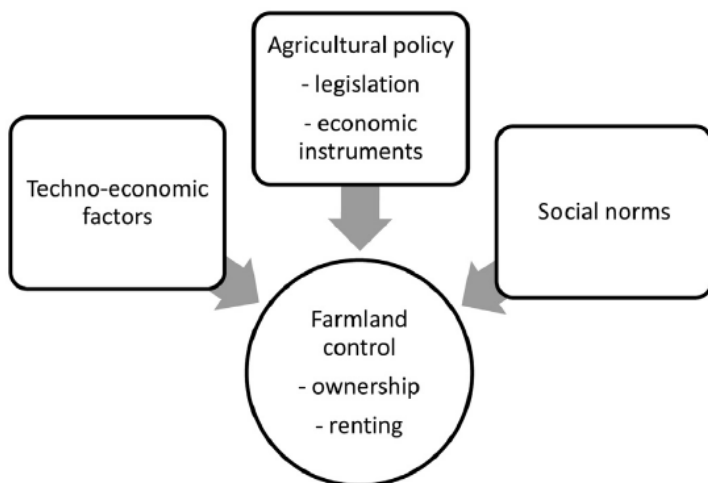 Agricultural policy
- legislation
- economic
instruments
Techno-economic
factors
Social norms
Farmland
control
- ownership
- renting